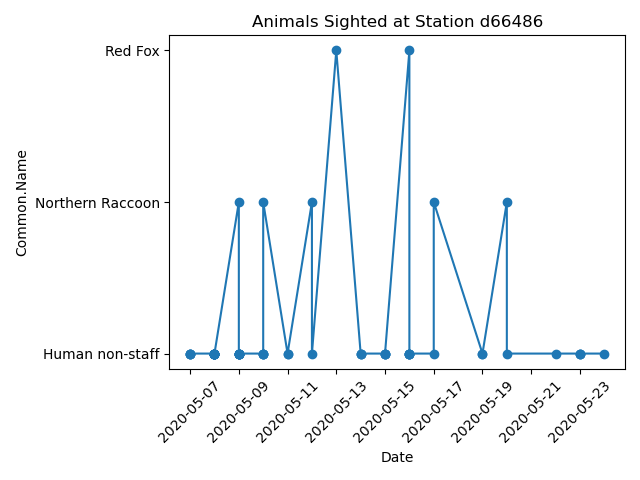 Animals Sighted at Station d66486
Red Fox
Northern Raccoon
Human non-staff
Common.Name
2020-05-07
2020-05-09
2020-05-11
2020-05-13
2020-05-15
2020-05-17
2020-05-19
2020-05-21
2020-05-23
Date